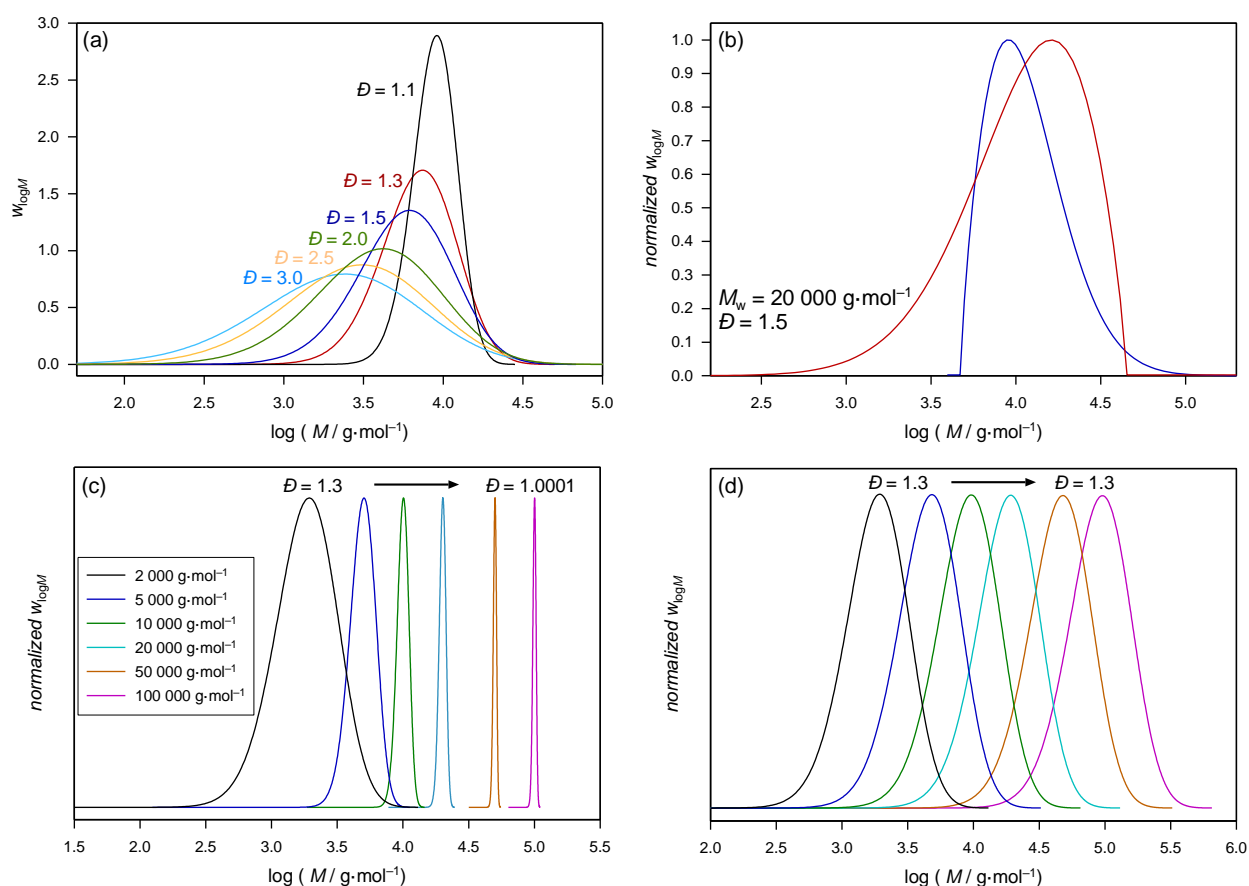 (a)
3.0
2.5
2.0
1.5
1.0
0.5
0.0
w_logM
Đ = 1.1
Đ = 1.3
Đ = 1.5
Đ = 2.0
Đ = 2.5
Đ = 3.0
2.0 2.5 3.0 3.5 4.0 4.5 5.0
log ( M / g·mol⁻¹)
(b)
1.0
0.9
0.8
0.7
0.6
0.5
0.4
0.3
0.2
0.1
0.0
normalized w_logM
M_w = 20 000 g·mol⁻¹
Đ = 1.5
2.5 3.0 3.5 4.0 4.5 5.0
log ( M / g·mol⁻¹)
(c)
Đ = 1.3 Đ = 1.0001
normalized w_logM
2 000 g·mol⁻¹
5 000 g·mol⁻¹
10 000 g·mol⁻¹
20 000 g·mol⁻¹
50 000 g·mol⁻¹
100 000 g·mol⁻¹
1.5 2.0 2.5 3.0 3.5 4.0 4.5 5.0 5.5
log ( M / g·mol⁻¹)
(d)
Đ = 1.3 Đ = 1.3
normalized w_logM
2.0 2.5 3.0 3.5 4.0 4.5 5.0 5.5 6.0
log ( M / g·mol⁻¹)